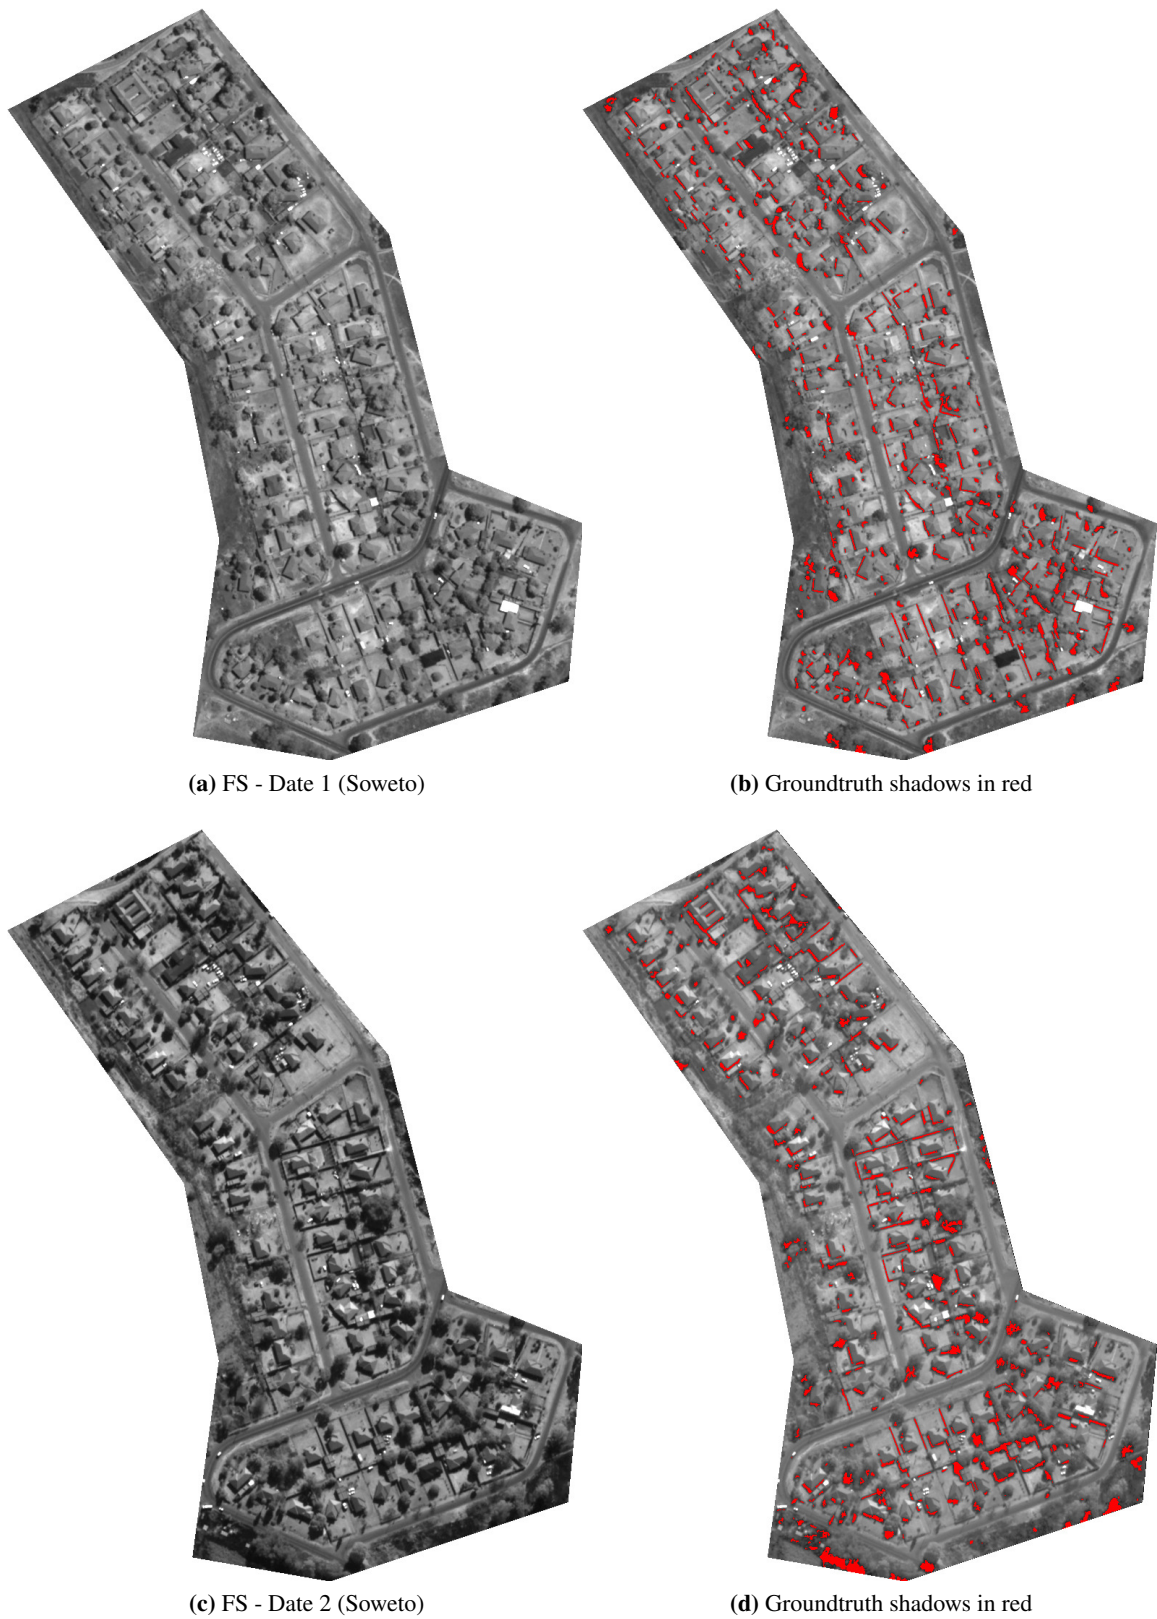 (a) FS - Date 1 (Soweto)
(b) Groundtruth shadows in red
(c) FS - Date 2 (Soweto)
(d) Groundtruth shadows in red